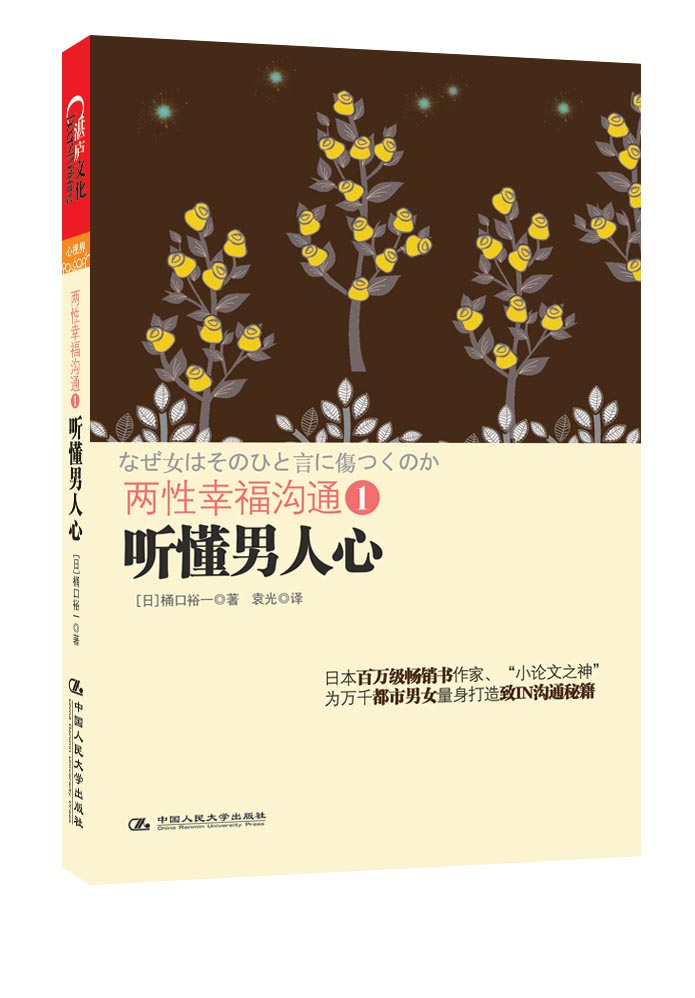 湛庐文化
心视界
两性幸福沟通1
听懂男人心
[日]桶口裕一◎著
中国人民大学出版社
China Renmin University Press
なぜ女はそのひと言に傷つくのか
两性幸福沟通1
听懂男人心
[日]桶口裕一◎著 袁光◎译
日本百万级畅销书作家、“小论文之神”
为万千都市男女量身打造致IN沟通秘籍
中国人民大学出版社
China Renmin University Press